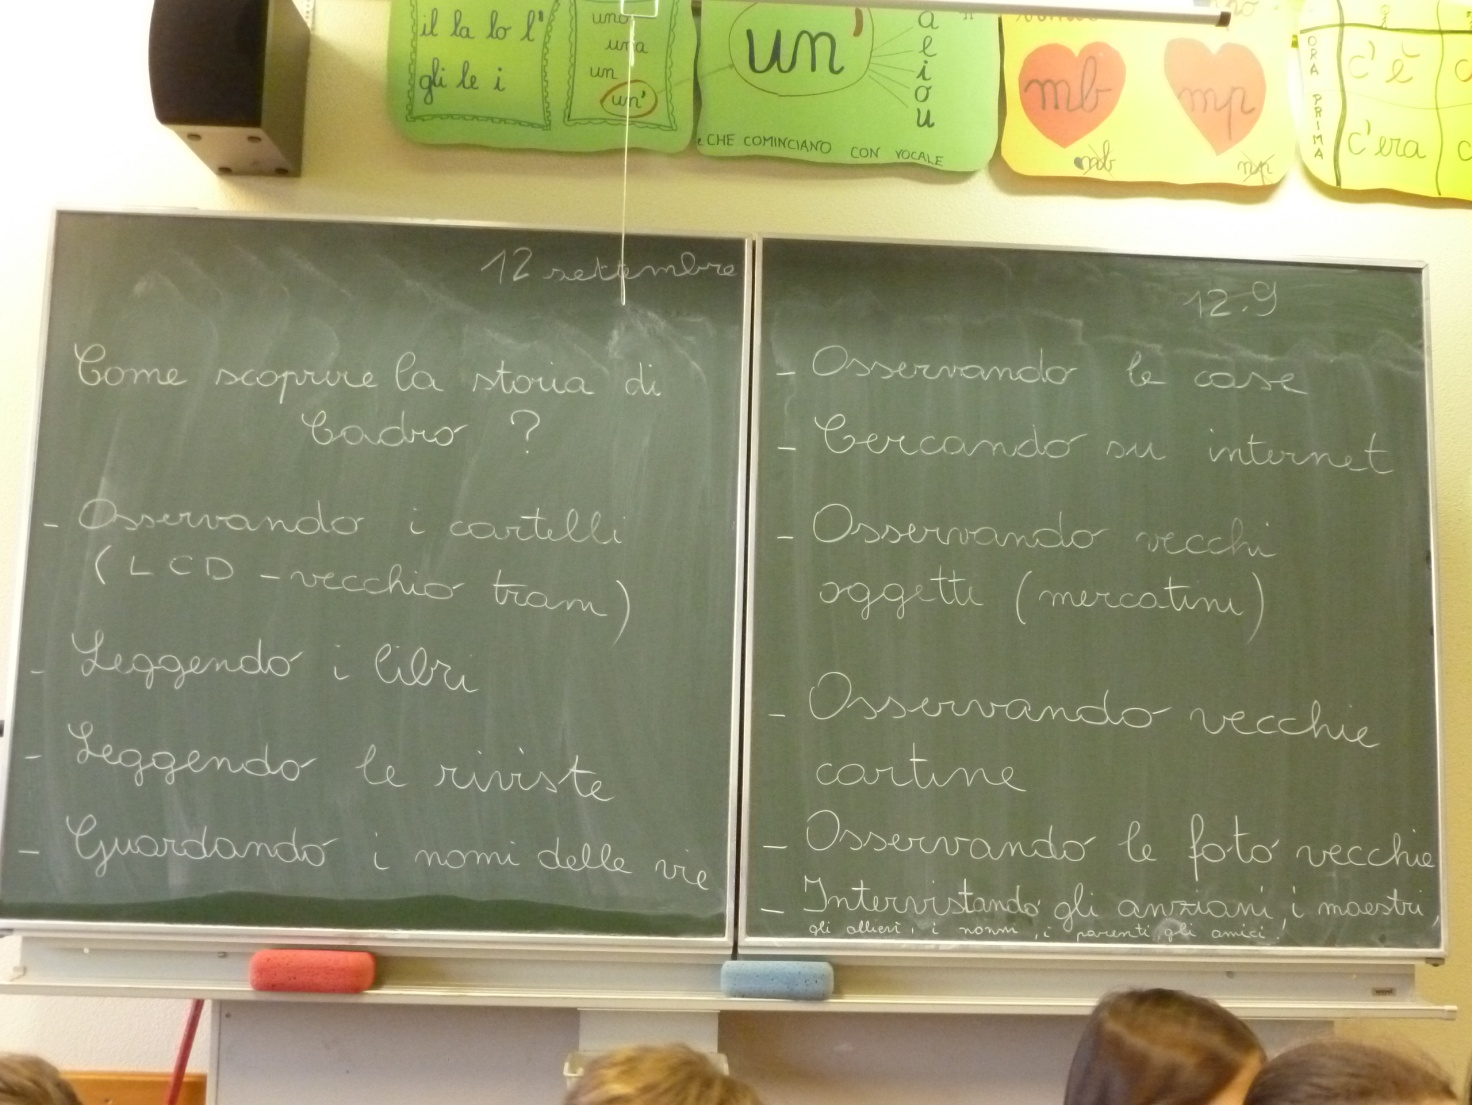 il la lo l'
gli le i
uno
una
un
un'
un'
a
e
i
o
u
CHE COMINCIANO CON VOCALE
mb
mp
nb
np
ORA
PRIMA
c'è
c'era
12 settembre
Come scoprire la storia di
Cadro ?
- Osservando i cartelli
(LCD - vecchio tram)
- Leggendo i libri
- Leggendo le riviste
- Guardando i nomi delle vie
12.9
- Osservando le case
- Cercando su internet
- Osservando vecchi
oggetti (mercatini)
- Osservando vecchie
cartine
- Osservando le foto vecchie
- Intervistando gli anziani, i maestri,
gli allievi, i nonni, i parenti, gli amici!